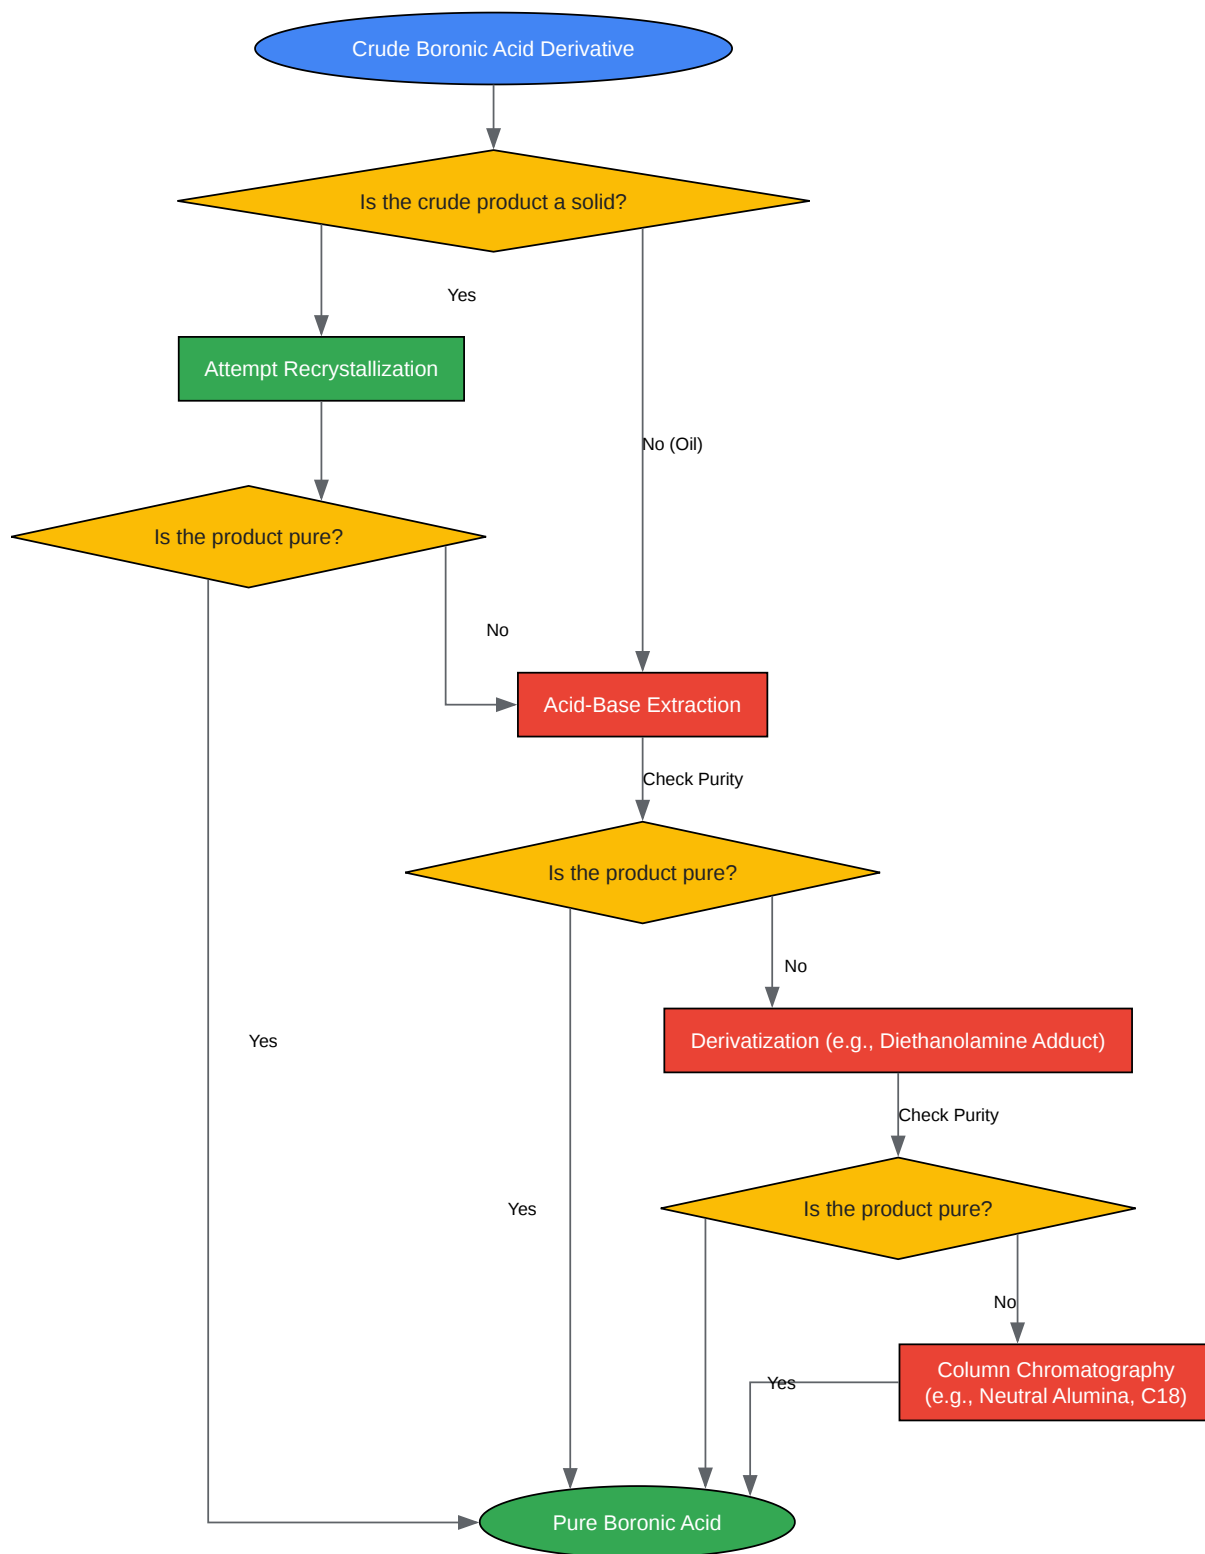 Crude Boronic Acid Derivative
Is the crude product a solid?
Yes
Attempt Recrystallization
No (Oil)
Is the product pure?
No
Acid-Base Extraction
Check Purity
Is the product pure?
No
Yes
Derivatization (e.g., Diethanolamine Adduct)
Check Purity
Yes
Is the product pure?
No
Column Chromatography
(e.g., Neutral Alumina, C18)
Yes
Pure Boronic Acid